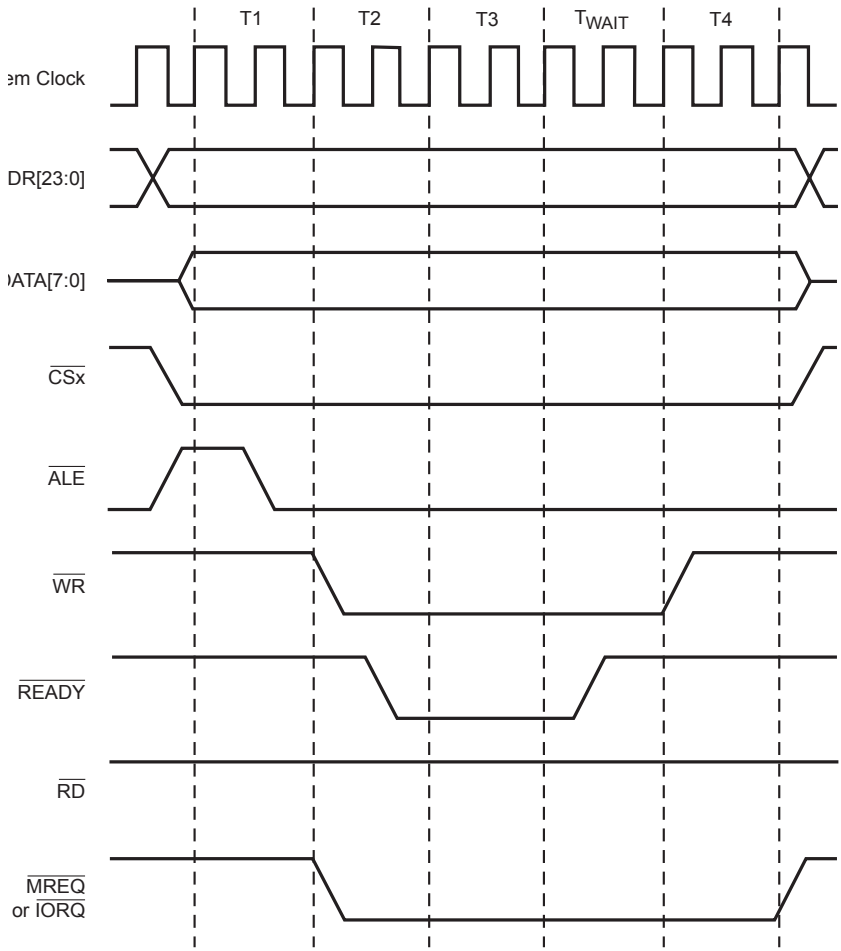 T1 T2 T3 TWAIT T4
em Clock
DR[23:0]
DATA[7:0]
CSx
ALE
WR
READY
RD
MREQ
or IORQ